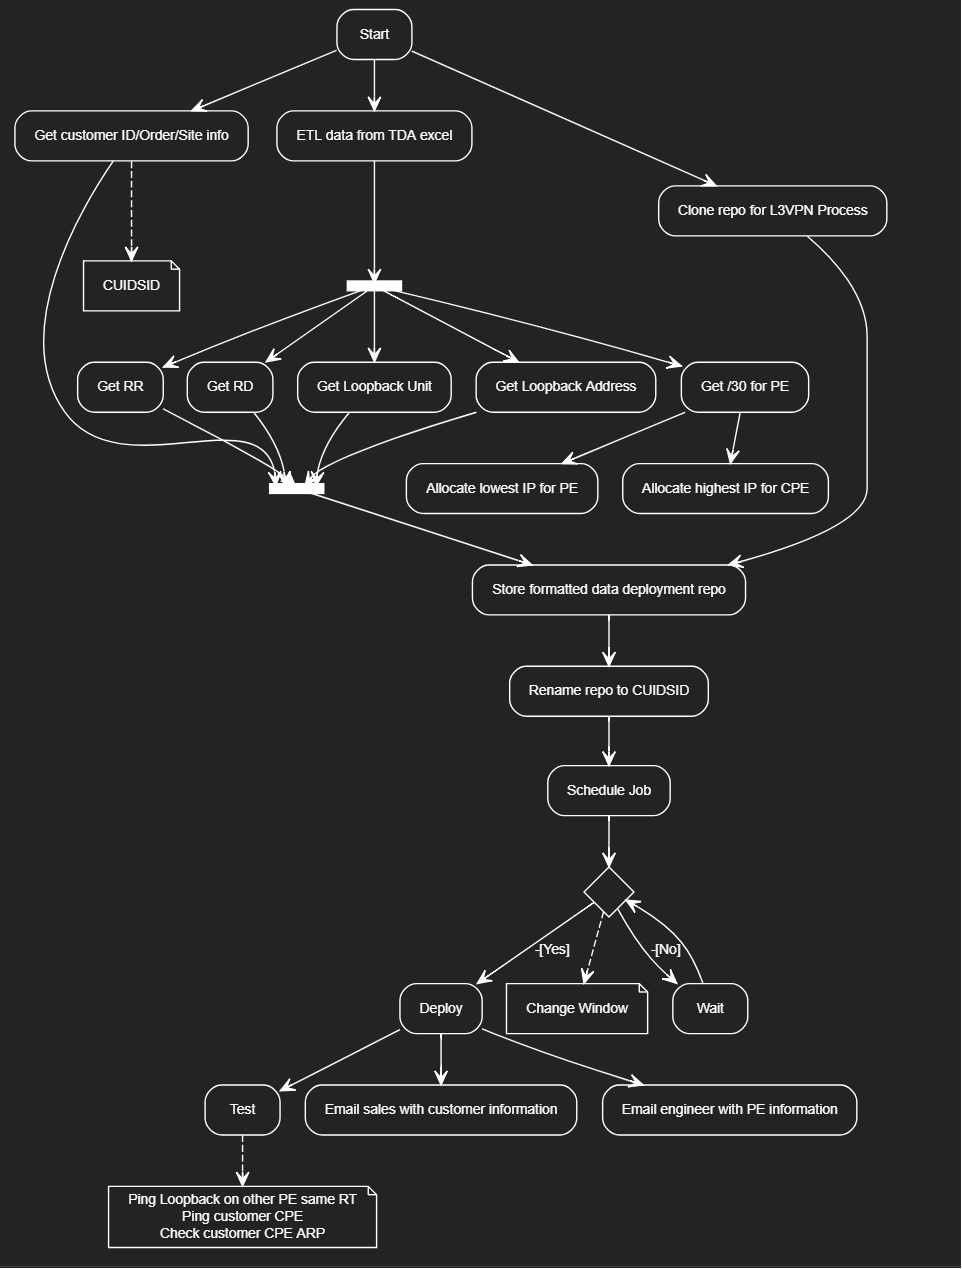 Start
Get customer ID/Order/Site info
ETL data from TDA excel
Clone repo for L3VPN Process
CUIDSID
Get RR
Get RD
Get Loopback Unit
Get Loopback Address
Get /30 for PE
Allocate lowest IP for PE
Allocate highest IP for CPE
Store formatted data deployment repo
Rename repo to CUIDSID
Schedule Job
-[Yes]
-[No]
Deploy
Change Window
Wait
Test
Email sales with customer information
Email engineer with PE information
Ping Loopback on other PE same RT
Ping customer CPE
Check customer CPE ARP